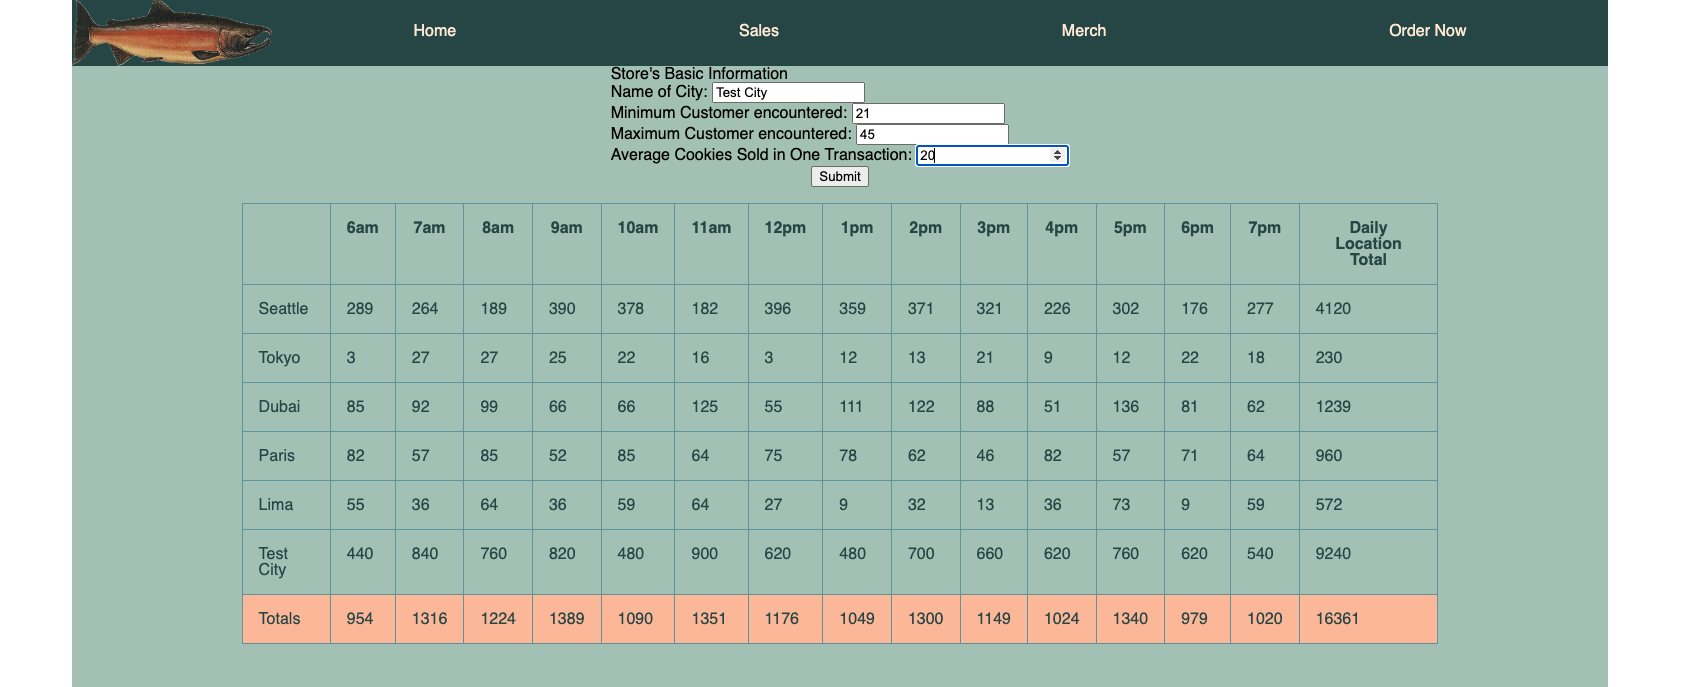 Home Sales Merch Order Now
Store's Basic Information
Name of City: Test City
Minimum Customer encountered: 21
Maximum Customer encountered: 45
Average Cookies Sold in One Transaction: 20
Submit
6am 7am 8am 9am 10am 11am 12pm 1pm 2pm 3pm 4pm 5pm 6pm 7pm Daily
Location
Total
Seattle 289 264 189 390 378 182 396 359 371 321 226 302 176 277 4120
Tokyo 3 27 27 25 22 16 3 12 13 21 9 12 22 18 230
Dubai 85 92 99 66 66 125 55 111 122 88 51 136 81 62 1239
Paris 82 57 85 52 85 64 75 78 62 46 82 57 71 64 960
Lima 55 36 64 36 59 64 27 9 32 13 36 73 9 59 572
Test 440 840 760 820 480 900 620 480 700 660 620 760 620 540 9240
City
Totals 954 1316 1224 1389 1090 1351 1176 1049 1300 1149 1024 1340 979 1020 16361